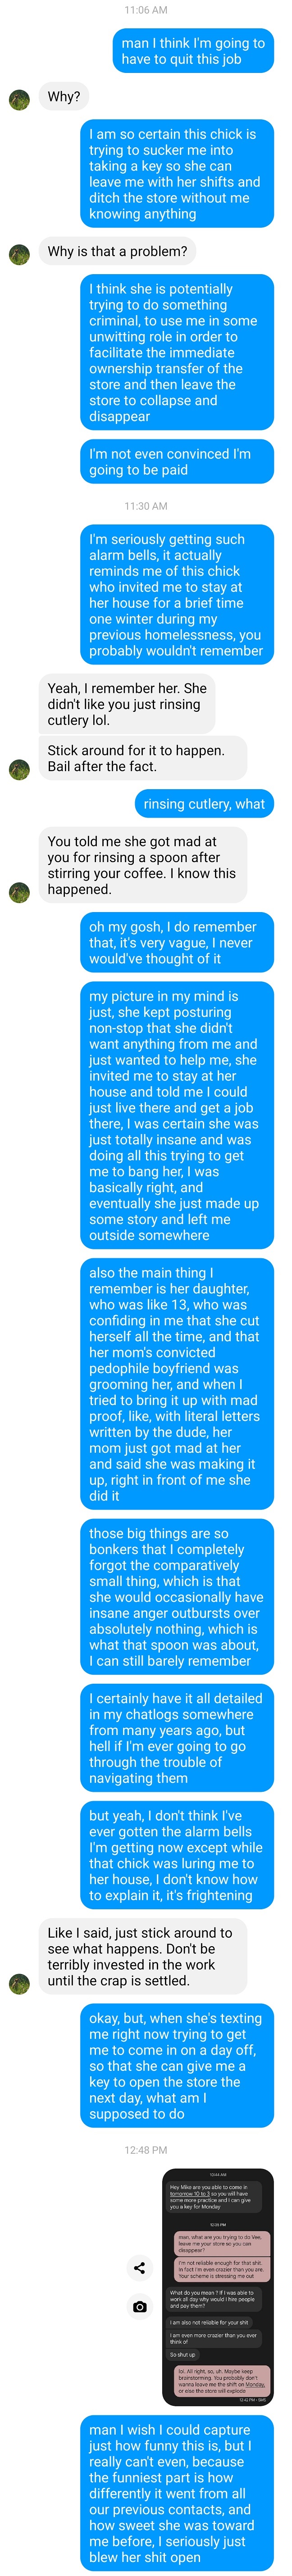 11:06 AM
man I think I'm going to
have to quit this job
Why?
I am so certain this chick is
trying to sucker me into
taking a key so she can
leave me with her shifts and
ditch the store without me
knowing anything
Why is that a problem?
I think she is potentially
trying to do something
criminal, to use me in some
unwitting role in order to
facilitate the immediate
ownership transfer of the
store and then leave the
store to collapse and
disappear
I'm not even convinced I'm
going to be paid
11:30 AM
I'm seriously getting such
alarm bells, it actually
reminds me of this chick
who invited me to stay at
her house for a brief time
one winter during my
previous homelessness, you
probably wouldn't remember
Yeah, I remember her. She
didn't like you just rinsing
cutlery lol.
Stick around for it to happen.
Bail after the fact.
rinsing cutlery, what
You told me she got mad at
you for rinsing a spoon after
stirring your coffee. I know this
happened.
oh my gosh, I do remember
that, it's very vague, I never
would've thought of it
my picture in my mind is
just, she kept posturing
non-stop that she didn't
want anything from me and
just wanted to help me, she
invited me to stay at her
house and told me I could
just live there and get a job
there, I was certain she was
just totally insane and was
doing all this trying to get
me to bang her, I was
basically right, and
eventually she just made up
some story and left me
outside somewhere
also the main thing I
remember is her daughter,
who was like 13, who was
confiding in me that she cut
herself all the time, and that
her mom's convicted
pedophile boyfriend was
grooming her, and when I
tried to bring it up with mad
proof, like, with literal letters
written by the dude, her
mom just got mad at her
and said she was making it
up, right in front of me she
did it
those big things are so
bonkers that I completely
forgot the comparatively
small thing, which is that
she would occasionally have
insane anger outbursts over
absolutely nothing, which is
what that spoon was about,
I can still barely remember
I certainly have it all detailed
in my chatlogs somewhere
from many years ago, but
hell if I'm ever going to go
through the trouble of
navigating them
but yeah, I don't think I've
ever gotten the alarm bells
I'm getting now except while
that chick was luring me to
her house, I don't know how
to explain it, it's frightening
Like I said, just stick around to
see what happens. Don't be
terribly invested in the work
until the crap is settled.
okay, but, when she's texting
me right now trying to get
me to come in on a day off,
so that she can give me a
key to open the store the
next day, what am I
supposed to do
12:48 PM
10:44 AM
Hey Mike are you able to come in
tomorrow 10 to 3 so you will have
some more practice and I can give
you a key for Monday
12:39 PM
man, what are you trying to do Vee,
leave me your store so you can
disappear?
I'm not reliable enough for that shit.
In fact I'm even crazier than you are.
Your scheme is stressing me out
What do you mean ? If I was able to
work all day why would I hire people
and pay them?
I am also not reliable for your shit
I am even more crazier than you ever
think of
So shut up
lol. All right, so, uh. Maybe keep
brainstorming. You probably don't
wanna leave me the shift on Monday,
or else the store will explode
12:42 PM • SMS
man I wish I could capture
just how funny this is, but I
really can't even, because
the funniest part is how
differently it went from all
our previous contacts, and
how sweet she was toward
me before, I seriously just
blew her shit open